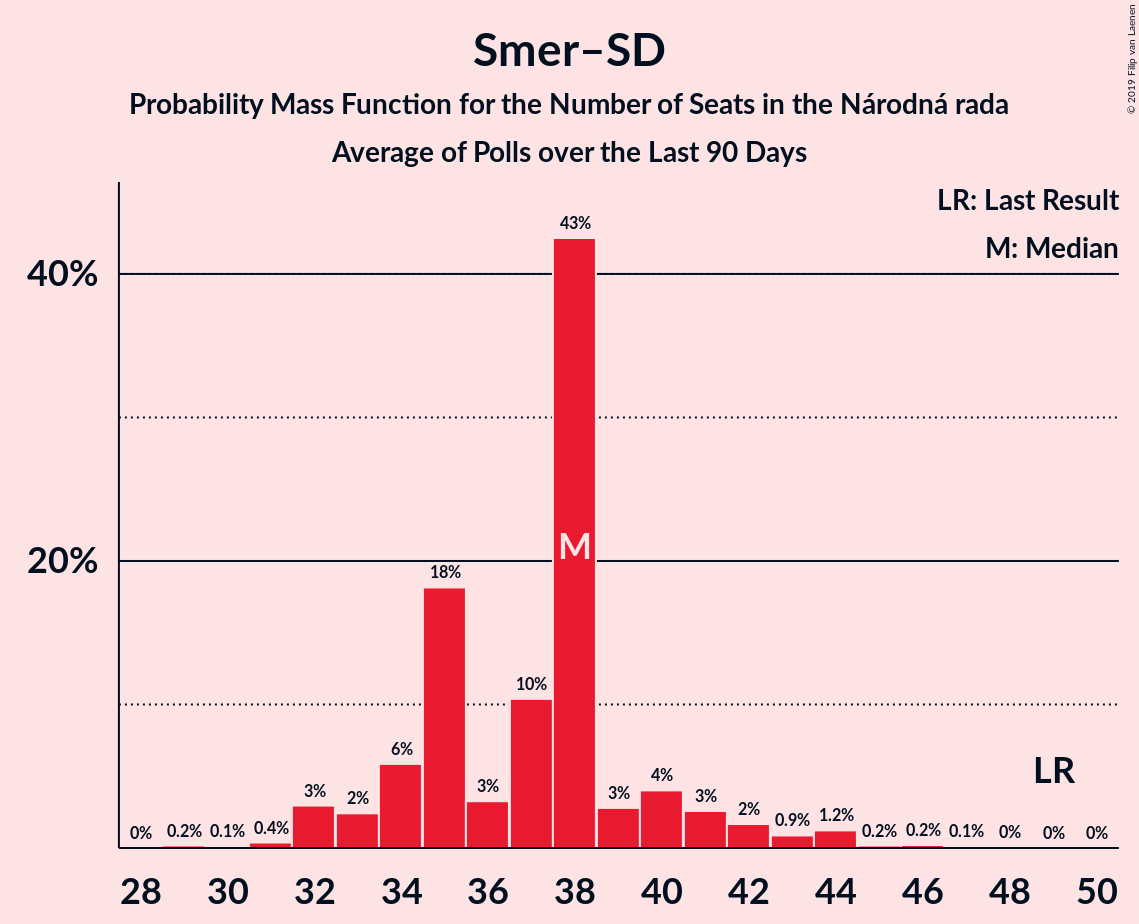 Smer–SD
Probability Mass Function for the Number of Seats in the Národná rada
Average of Polls over the Last 90 Days
© 2019 Filip van Laenen
LR: Last Result
M: Median
40%
20%
0%
0.2%
0.1%
0.4%
3%
2%
6%
18%
3%
10%
43%
M
3%
4%
3%
2%
0.9%
1.2%
0.2%
0.2%
0.1%
0%
0%
0%
LR
28 30 32 34 36 38 40 42 44 46 48 50